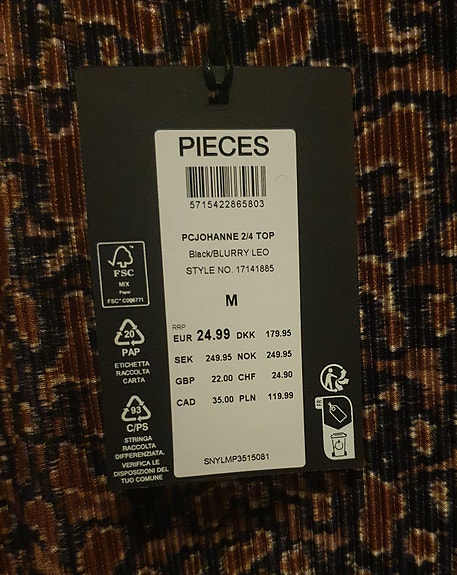 PIECES
5715422865803
PCJOHANNE 2/4 TOP
Black/BLURRY LEO
STYLE NO. 17141885
M
RRP
EUR 24.99 DKK 179.95
SEK 249.95 NOK 249.95
GBP 22.00 CHF 24.90
CAD 35.00 PLN 119.99
SNYLMP3515081
FSC
MIX
Paper
FSC® C006771
20
PAP
ETICHETTA
RACCOLTA
CARTA
93
C/PS
STRINGA
RACCOLTA
DIFFERENZIATA.
VERIFICA LE
DISPOSIZIONI DEL
TUO COMUNE
FR